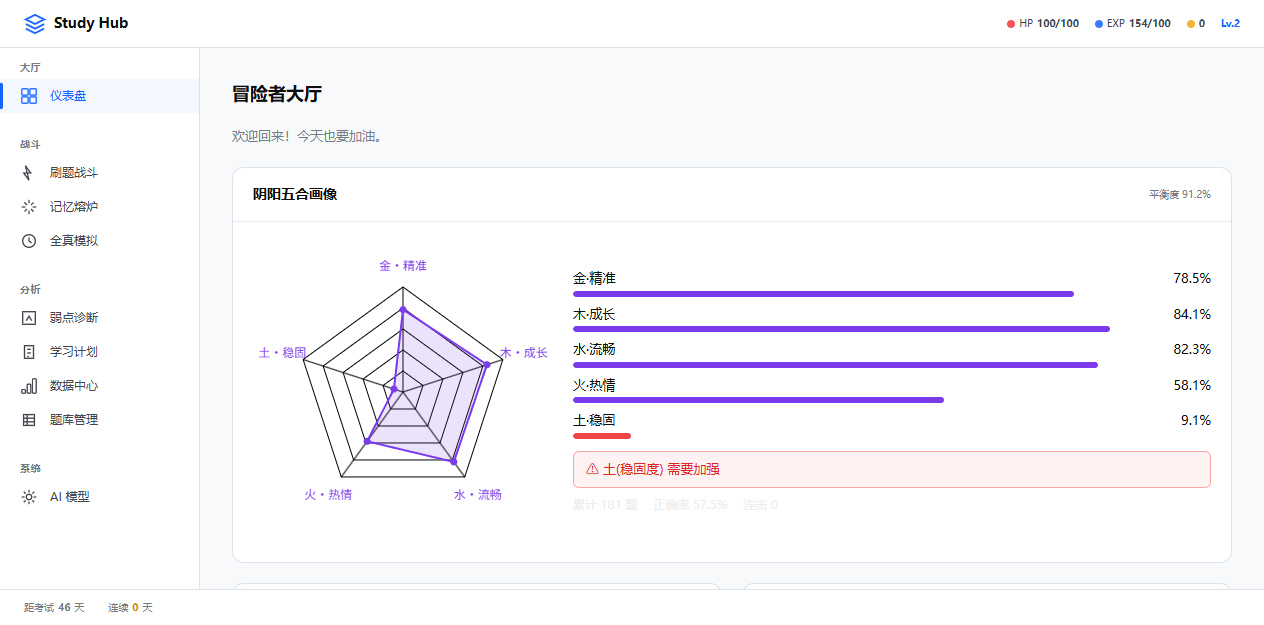 Study Hub
HP 100/100 EXP 154/100 0 Lv.2
大厅
仪表盘
战斗
刷题战斗
记忆熔炉
全真模拟
分析
弱点诊断
学习计划
数据中心
题库管理
系统
AI 模型
冒险者大厅
欢迎回来！今天也要加油。
阴阳五合画像
平衡度 91.2%
金·精准
木·成长
水·流畅
火·热情
土·稳固
金·精准 78.5%
木·成长 84.1%
水·流畅 82.3%
火·热情 58.1%
土·稳固 9.1%
土(稳固度) 需要加强
累计 181 题 正确率 57.5% 连击 0
距考试 46 天 连续 0 天